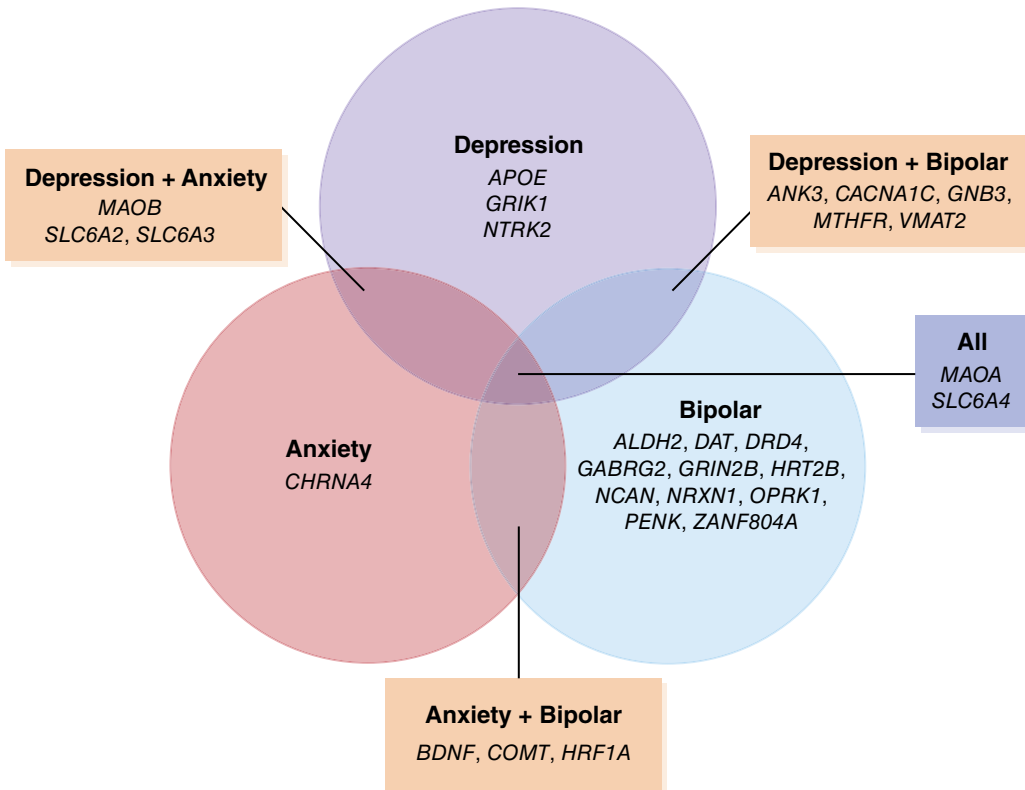 Depression
APOE
GRIK1
NTRK2
Depression + Anxiety
MAOB
SLC6A2, SLC6A3
Depression + Bipolar
ANK3, CACNA1C, GNB3,
MTHFR, VMAT2
All
MAOA
SLC6A4
Anxiety
CHRNA4
Bipolar
ALDH2, DAT, DRD4,
GABRG2, GRIN2B, HRT2B,
NCAN, NRXN1, OPRK1,
PENK, ZANF804A
Anxiety + Bipolar
BDNF, COMT, HRF1A